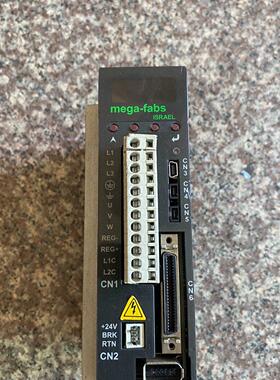 mega-fabs
ISRAEL
L1
L2
L3
U
V
W
REG-
REG+
L1C
L2C
CN1
CN3
CN4
CN5
CN6
+24V
BRK
RTN
CN2